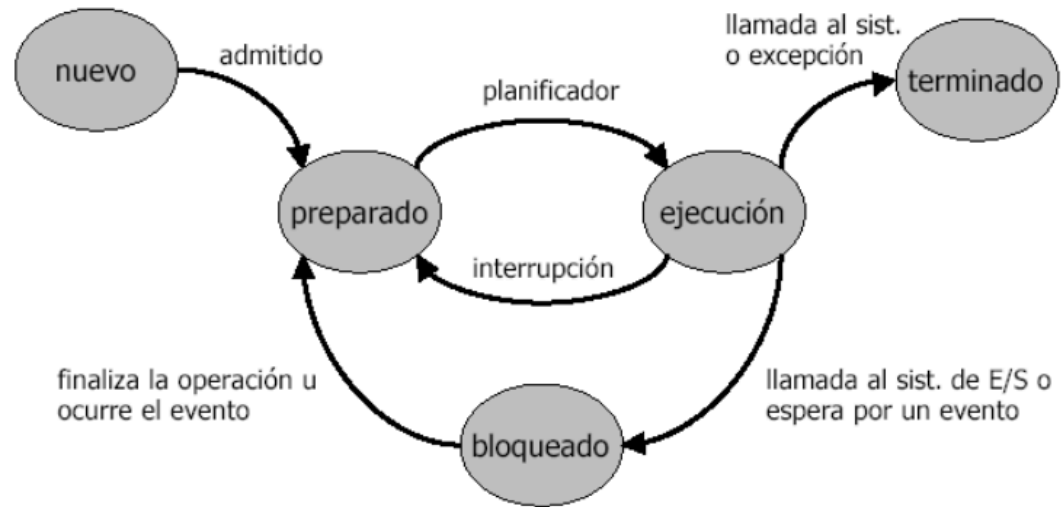 llamada al sist.
o excepción
nuevo
admitido
terminado
planificador
preparado
ejecución
interrupción
finaliza la operación u
ocurre el evento
llamada al sist. de E/S o
espera por un evento
bloqueado